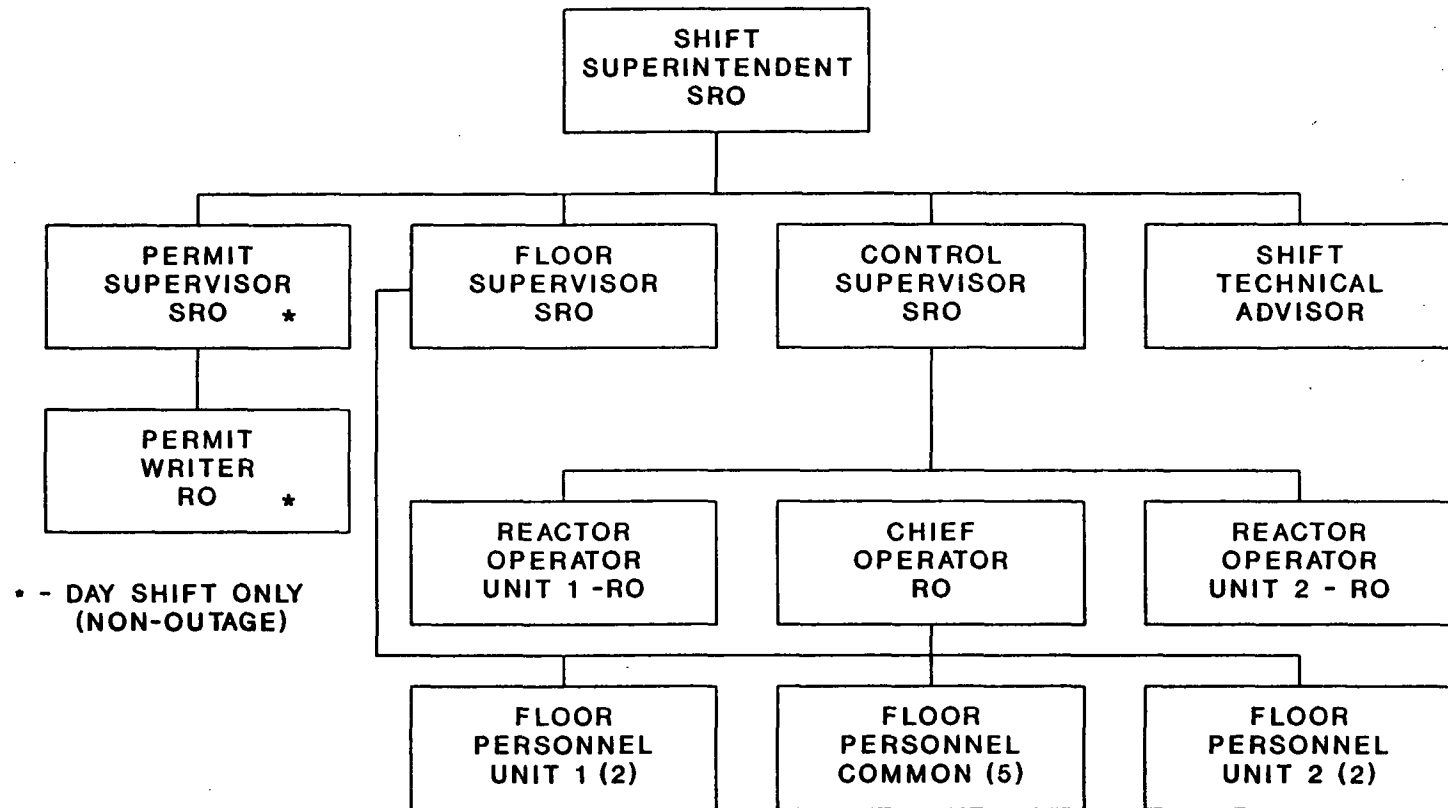 SHIFT
SUPERINTENDENT
SRO
PERMIT
SUPERVISOR
SRO *
FLOOR
SUPERVISOR
SRO
CONTROL
SUPERVISOR
SRO
SHIFT
TECHNICAL
ADVISOR
PERMIT
WRITER
RO *
REACTOR
OPERATOR
UNIT 1 -RO
CHIEF
OPERATOR
RO
REACTOR
OPERATOR
UNIT 2 - RO
* - DAY SHIFT ONLY
(NON-OUTAGE)
FLOOR
PERSONNEL
UNIT 1 (2)
FLOOR
PERSONNEL
COMMON (5)
FLOOR
PERSONNEL
UNIT 2 (2)